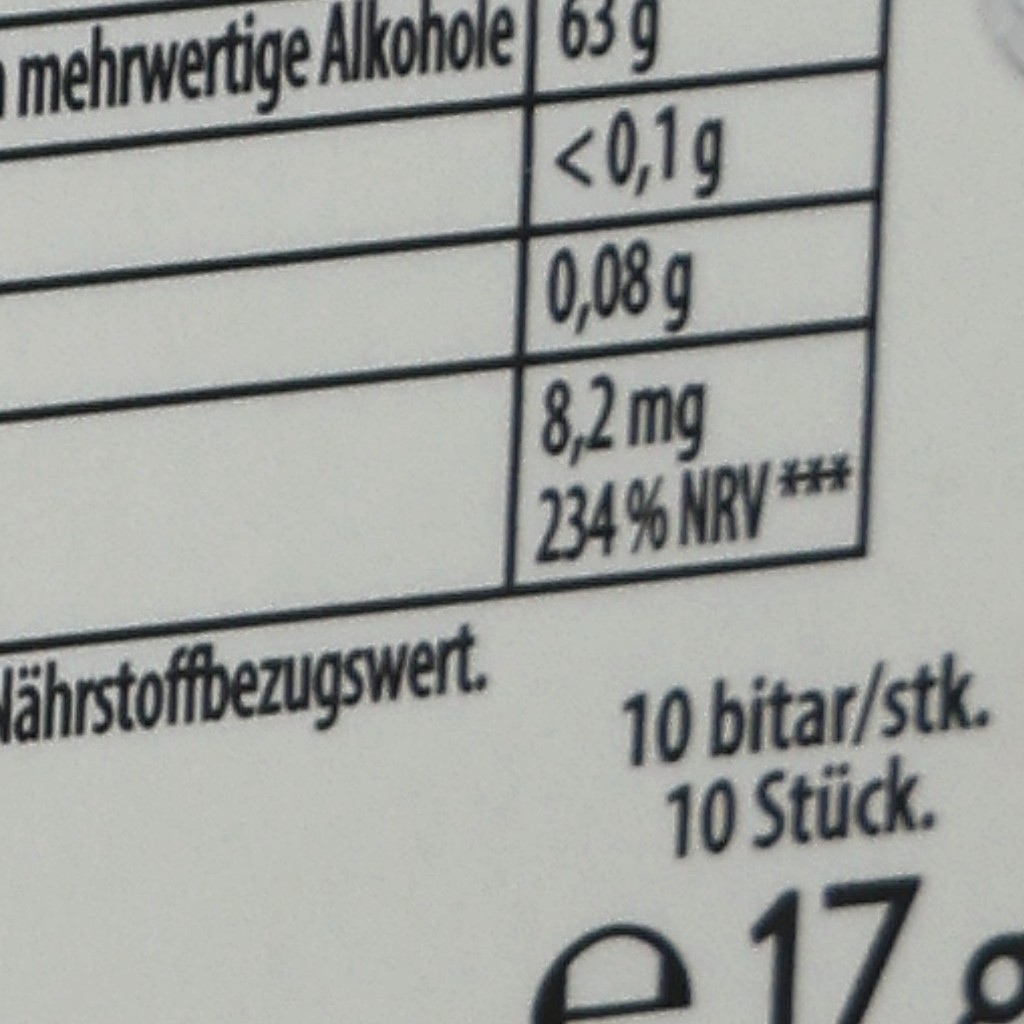 mehrwertige Alkohole 63 g
< 0,1 g
0,08 g
8,2 mg
234 % NRV***
Nährstoffbezugswert.
10 bitar/stk.
10 Stück.
℮ 17 g